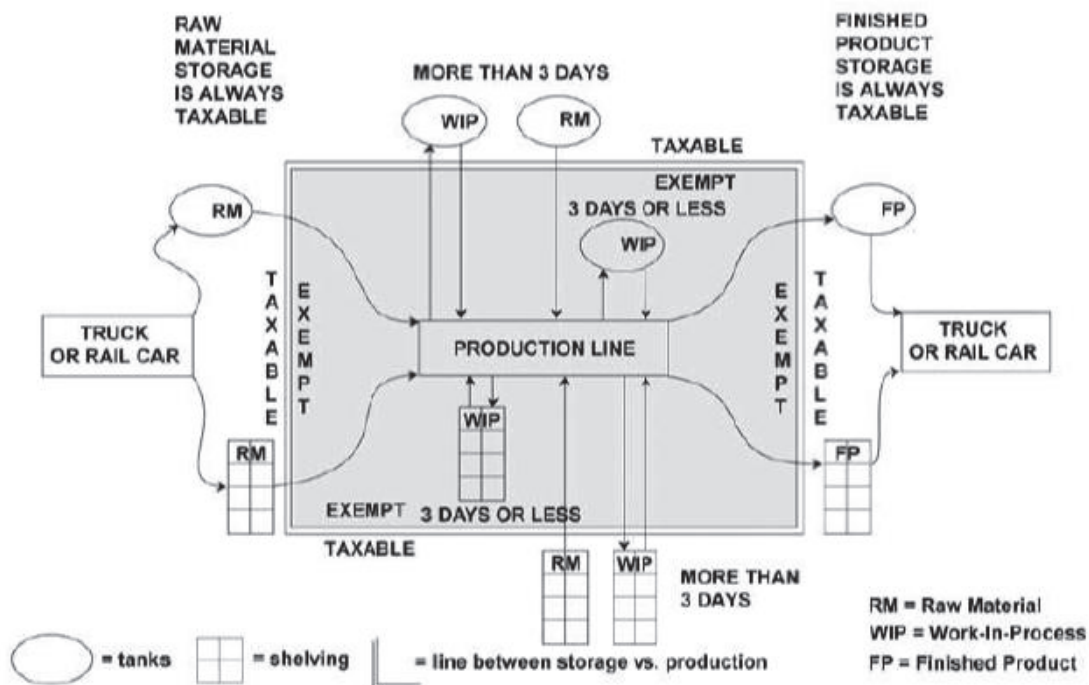 RAW
MATERIAL
STORAGE
IS ALWAYS
TAXABLE
MORE THAN 3 DAYS
FINISHED
PRODUCT
STORAGE
IS ALWAYS
TAXABLE
WIP
RM
TAXABLE
EXEMPT
3 DAYS OR LESS
RM
WIP
FP
TAXABLE
EXEMPT
EXEMPT
TAXABLE
TRUCK
OR RAIL CAR
PRODUCTION LINE
TRUCK
OR RAIL CAR
RM
WIP
FP
EXEMPT 3 DAYS OR LESS
TAXABLE
RM
WIP
MORE THAN
3 DAYS
RM = Raw Material
WIP = Work-In-Process
FP = Finished Product
= tanks
= shelving
= line between storage vs. production